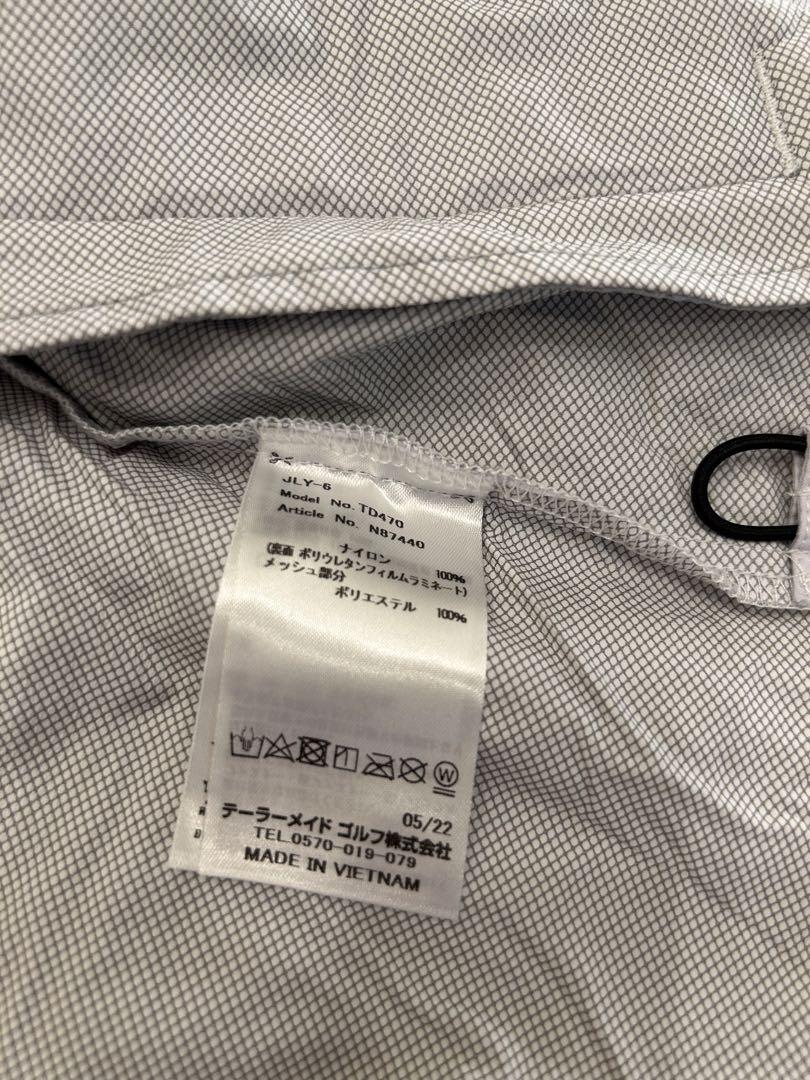 JLY-6
Model No. TD470
Article No. N87440
ナイロン 100%
(裏面 ポリウレタンフィルムラミネート)
メッシュ部分
ポリエステル 100%
W
05/22
テーラーメイド ゴルフ株式会社
TEL.0570-019-079
MADE IN VIETNAM